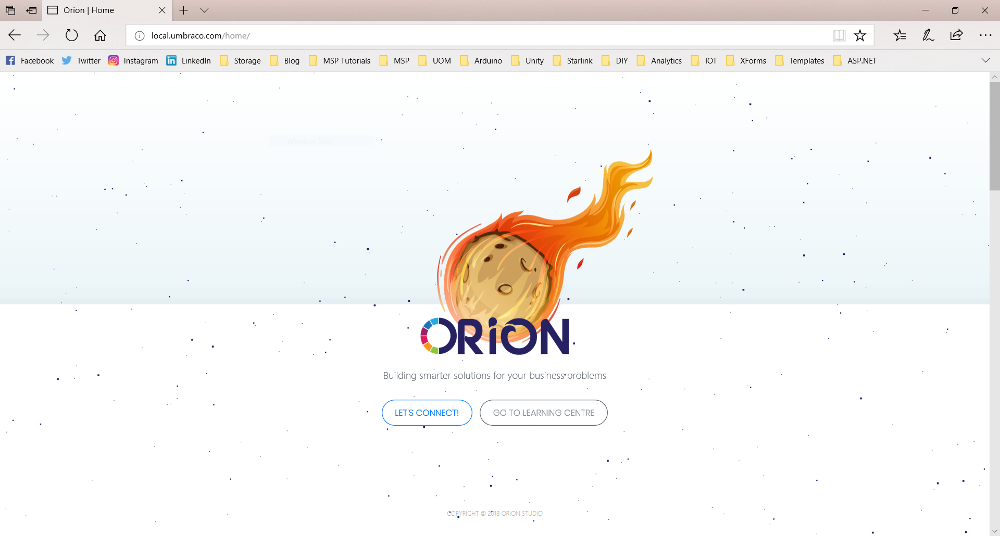 Orion | Home
local.umbraco.com/home/
Facebook Twitter Instagram LinkedIn Storage Blog MSP Tutorials MSP UOM Arduino Unity Starlink DIY Analytics IOT XForms Templates ASP.NET
Window Snip
ORiON
Building smarter solutions for your business problems
LET'S CONNECT! GO TO LEARNING CENTRE
COPYRIGHT © 2018 ORION STUDIO